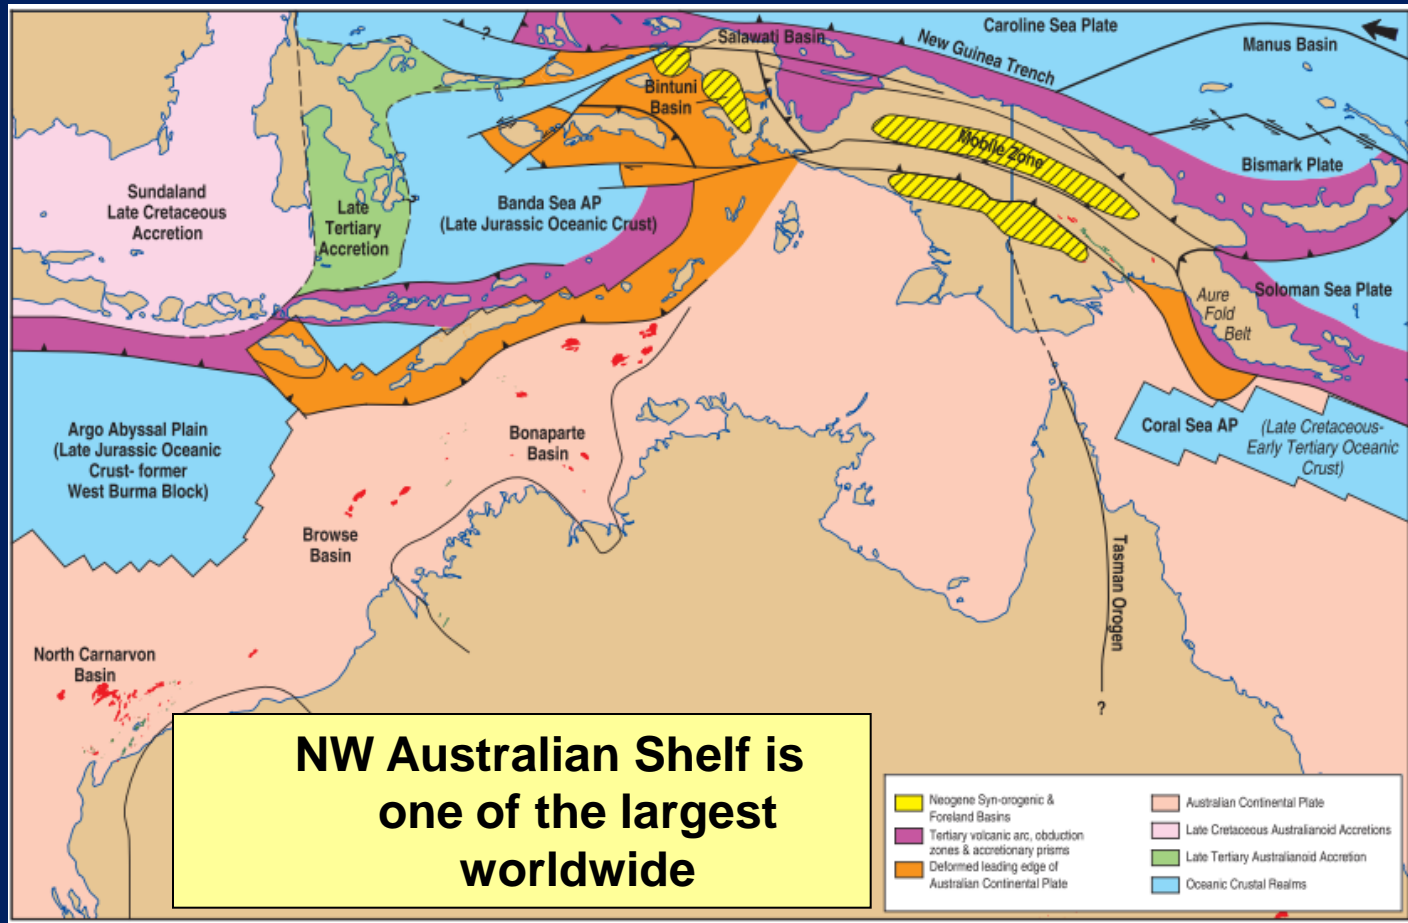 Caroline Sea Plate
Manus Basin
New Guinea Trench
Salawati Basin
?
Bintuni
Basin
Mobile Zone
Bismark Plate
Sundaland
Late Cretaceous
Accretion
Late
Tertiary
Accretion
Banda Sea AP
(Late Jurassic Oceanic Crust)
Soloman Sea Plate
Aure
Fold
Belt
Argo Abyssal Plain
(Late Jurassic Oceanic
Crust- former
West Burma Block)
Bonaparte
Basin
Coral Sea AP
(Late Cretaceous-
Early Tertiary Oceanic
Crust)
Browse
Basin
Tasman Orogen
?
North Carnarvon
Basin
NW Australian Shelf is
one of the largest
worldwide
Neogene Syn-orogenic &
Foreland Basins
Tertiary volcanic arc, obduction
zones & accretionary prisms
Deformed leading edge of
Australian Continental Plate
Australian Continental Plate
Late Cretaceous Australianoid Accretions
Late Tertiary Australianoid Accretion
Oceanic Crustal Realms